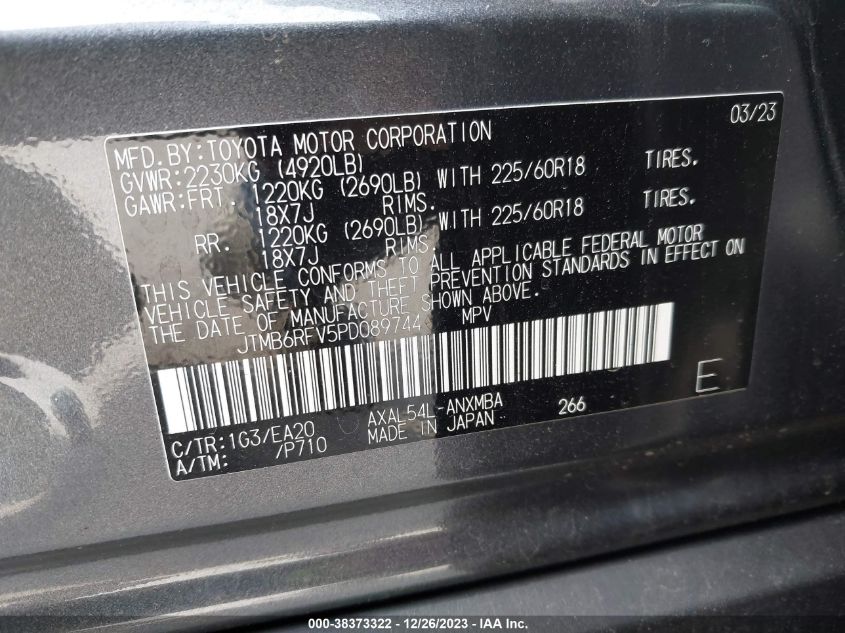 03/23
MFD.BY:TOYOTA MOTOR CORPORATION
GVWR:2230KG (4920LB)
GAWR:FRT. 1220KG (2690LB) WITH 225/60R18 TIRES.
18X7J RIMS.
RR. 1220KG (2690LB) WITH 225/60R18 TIRES.
18X7J RIMS.
THIS VEHICLE CONFORMS TO ALL APPLICABLE FEDERAL MOTOR
VEHICLE SAFETY AND THEFT PREVENTION STANDARDS IN EFFECT ON
THE DATE OF MANUFACTURE SHOWN ABOVE.
JTMB6RFV5PD089744 MPV
E
C/TR:1G3/EA20 AXAL54L-ANXMBA 266
A/TM: /P710 MADE IN JAPAN
000-38373322 - 12/26/2023 - IAA Inc.